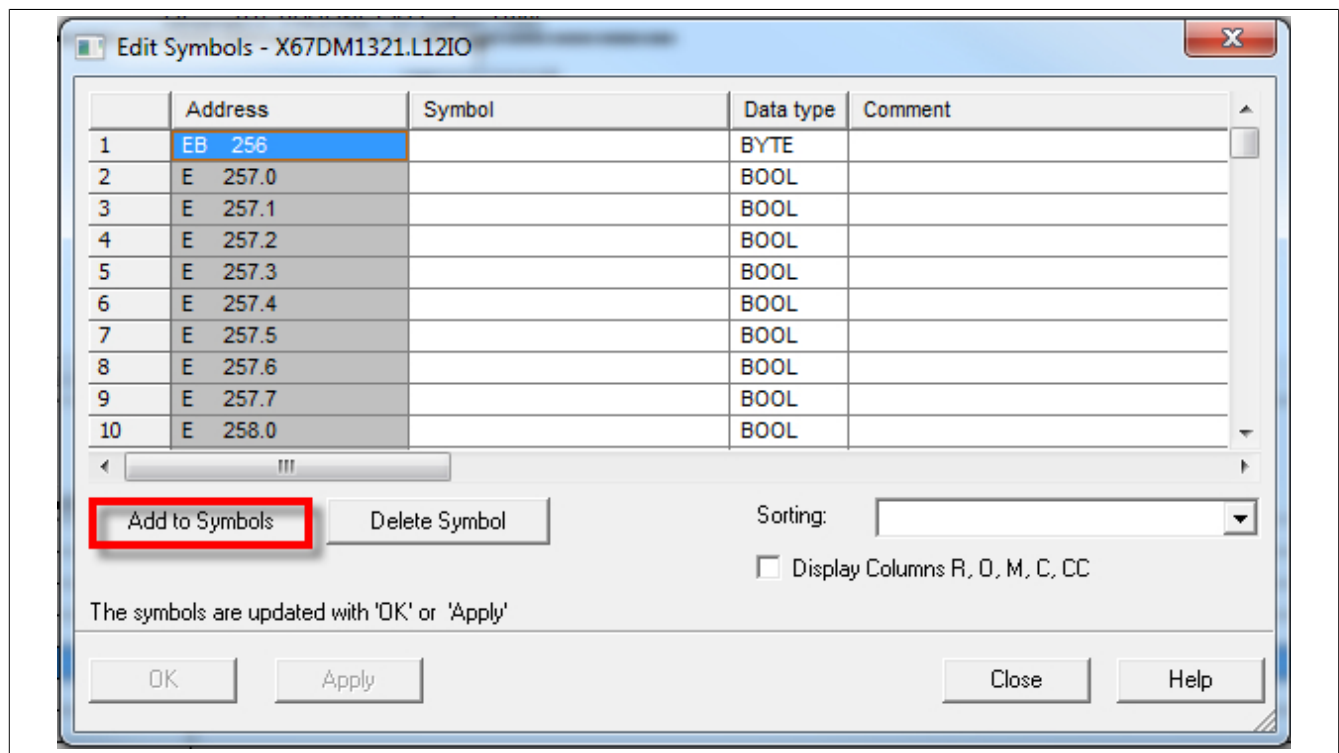 Edit Symbols - X67DM1321.L12IO
Address Symbol Data type Comment
1 EB 256 BYTE
2 E 257.0 BOOL
3 E 257.1 BOOL
4 E 257.2 BOOL
5 E 257.3 BOOL
6 E 257.4 BOOL
7 E 257.5 BOOL
8 E 257.6 BOOL
9 E 257.7 BOOL
10 E 258.0 BOOL
Add to Symbols Delete Symbol Sorting:
Display Columns R, O, M, C, CC
The symbols are updated with 'OK' or 'Apply'
OK Apply Close Help